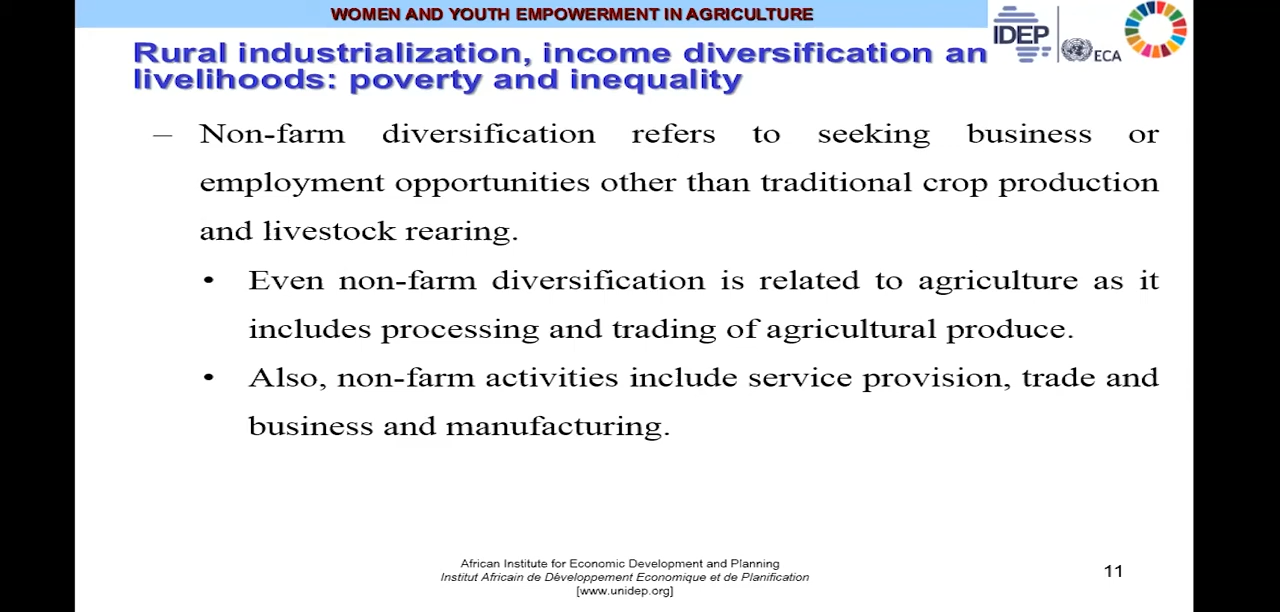 WOMEN AND YOUTH EMPOWERMENT IN AGRICULTURE
IDEP
ECA
Rural industrialization, income diversification an
livelihoods: poverty and inequality
– Non-farm diversification refers to seeking business or
employment opportunities other than traditional crop production
and livestock rearing.
• Even non-farm diversification is related to agriculture as it
includes processing and trading of agricultural produce.
• Also, non-farm activities include service provision, trade and
business and manufacturing.
African Institute for Economic Development and Planning
Institut Africain de Développement Economique et de Planification
[www.unidep.org]
11